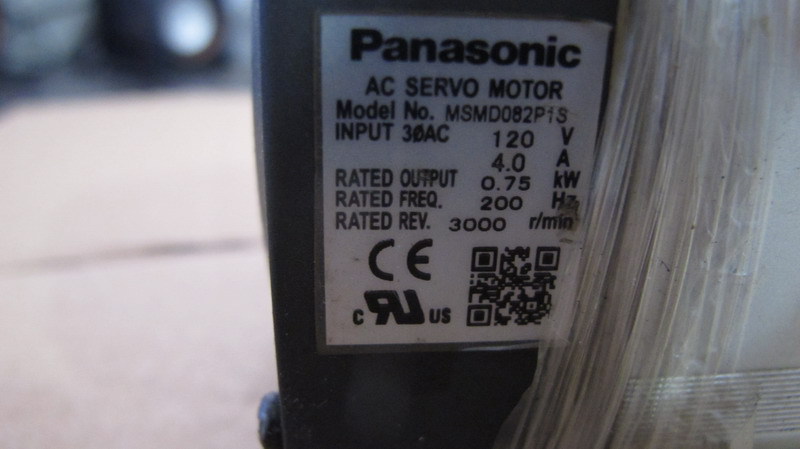 Panasonic
AC SERVO MOTOR
Model No. MSMD082P1S
INPUT 3ØAC 120 V
4.0 A
RATED OUTPUT 0.75 kW
RATED FREQ. 200 Hz
RATED REV. 3000 r/min
CE
c RU US